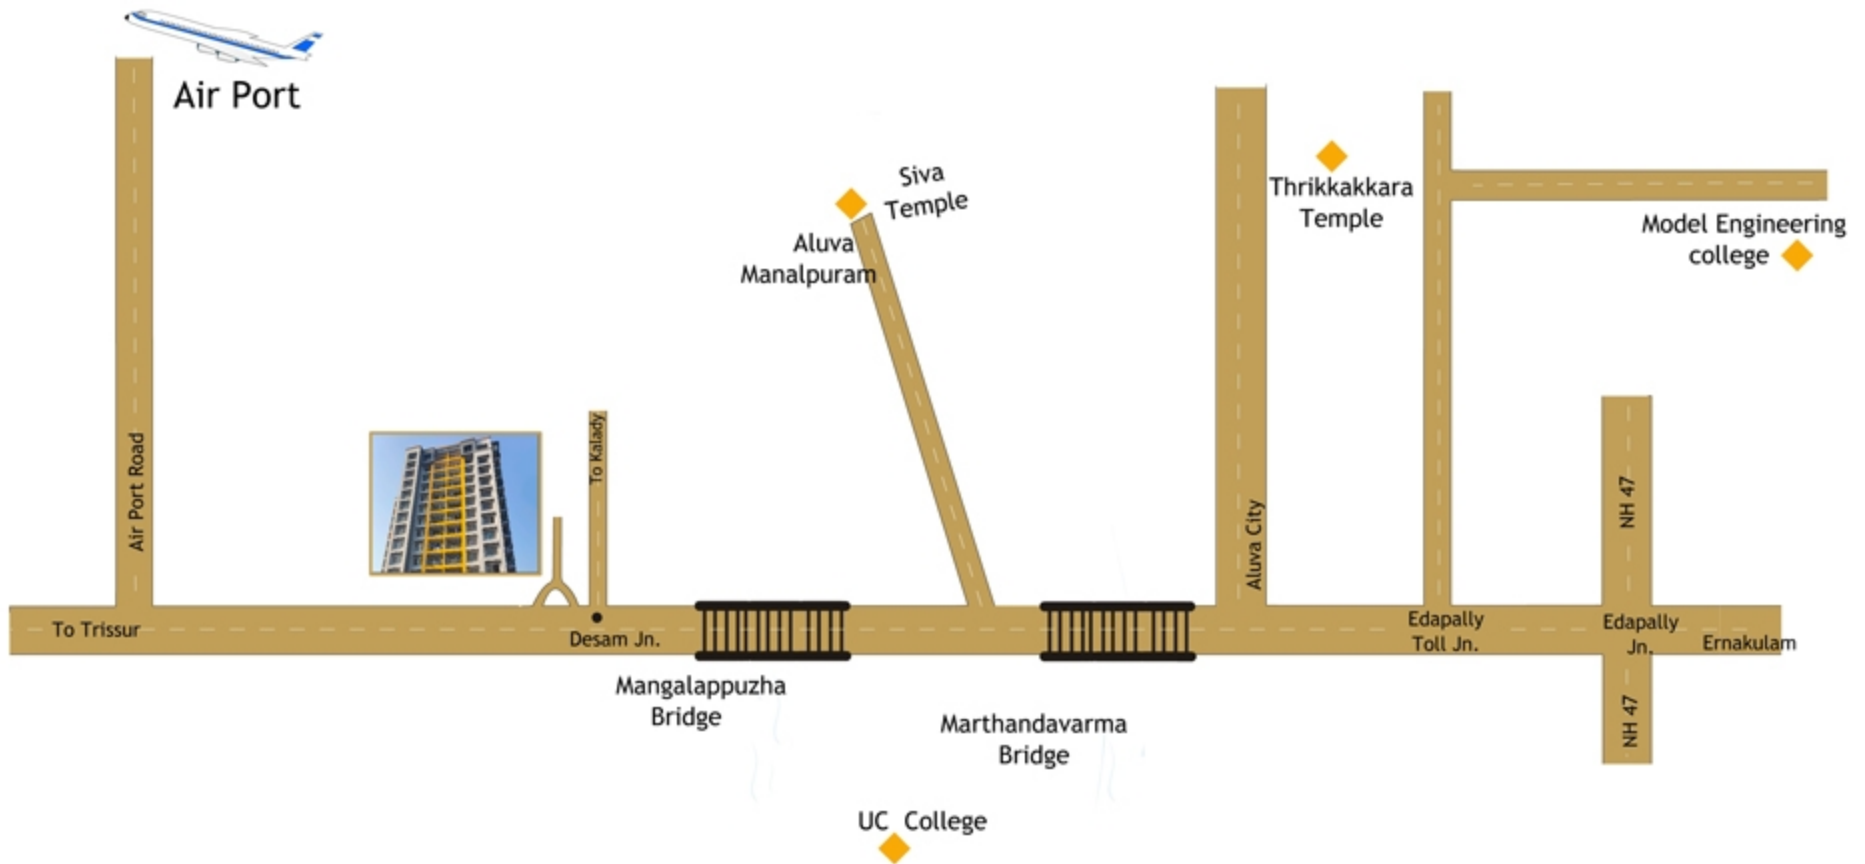 Air Port
Siva
Temple
Thrikkakkara
Temple
Model Engineering
college
Aluva
Manalpuram
Air Port Road
To Kalady
Aluva City
NH 47
To Trissur
Desam Jn.
Edapally
Toll Jn.
Edapally
Jn.
Ernakulam
Mangalappuzha
Bridge
Marthandavarma
Bridge
NH 47
UC College